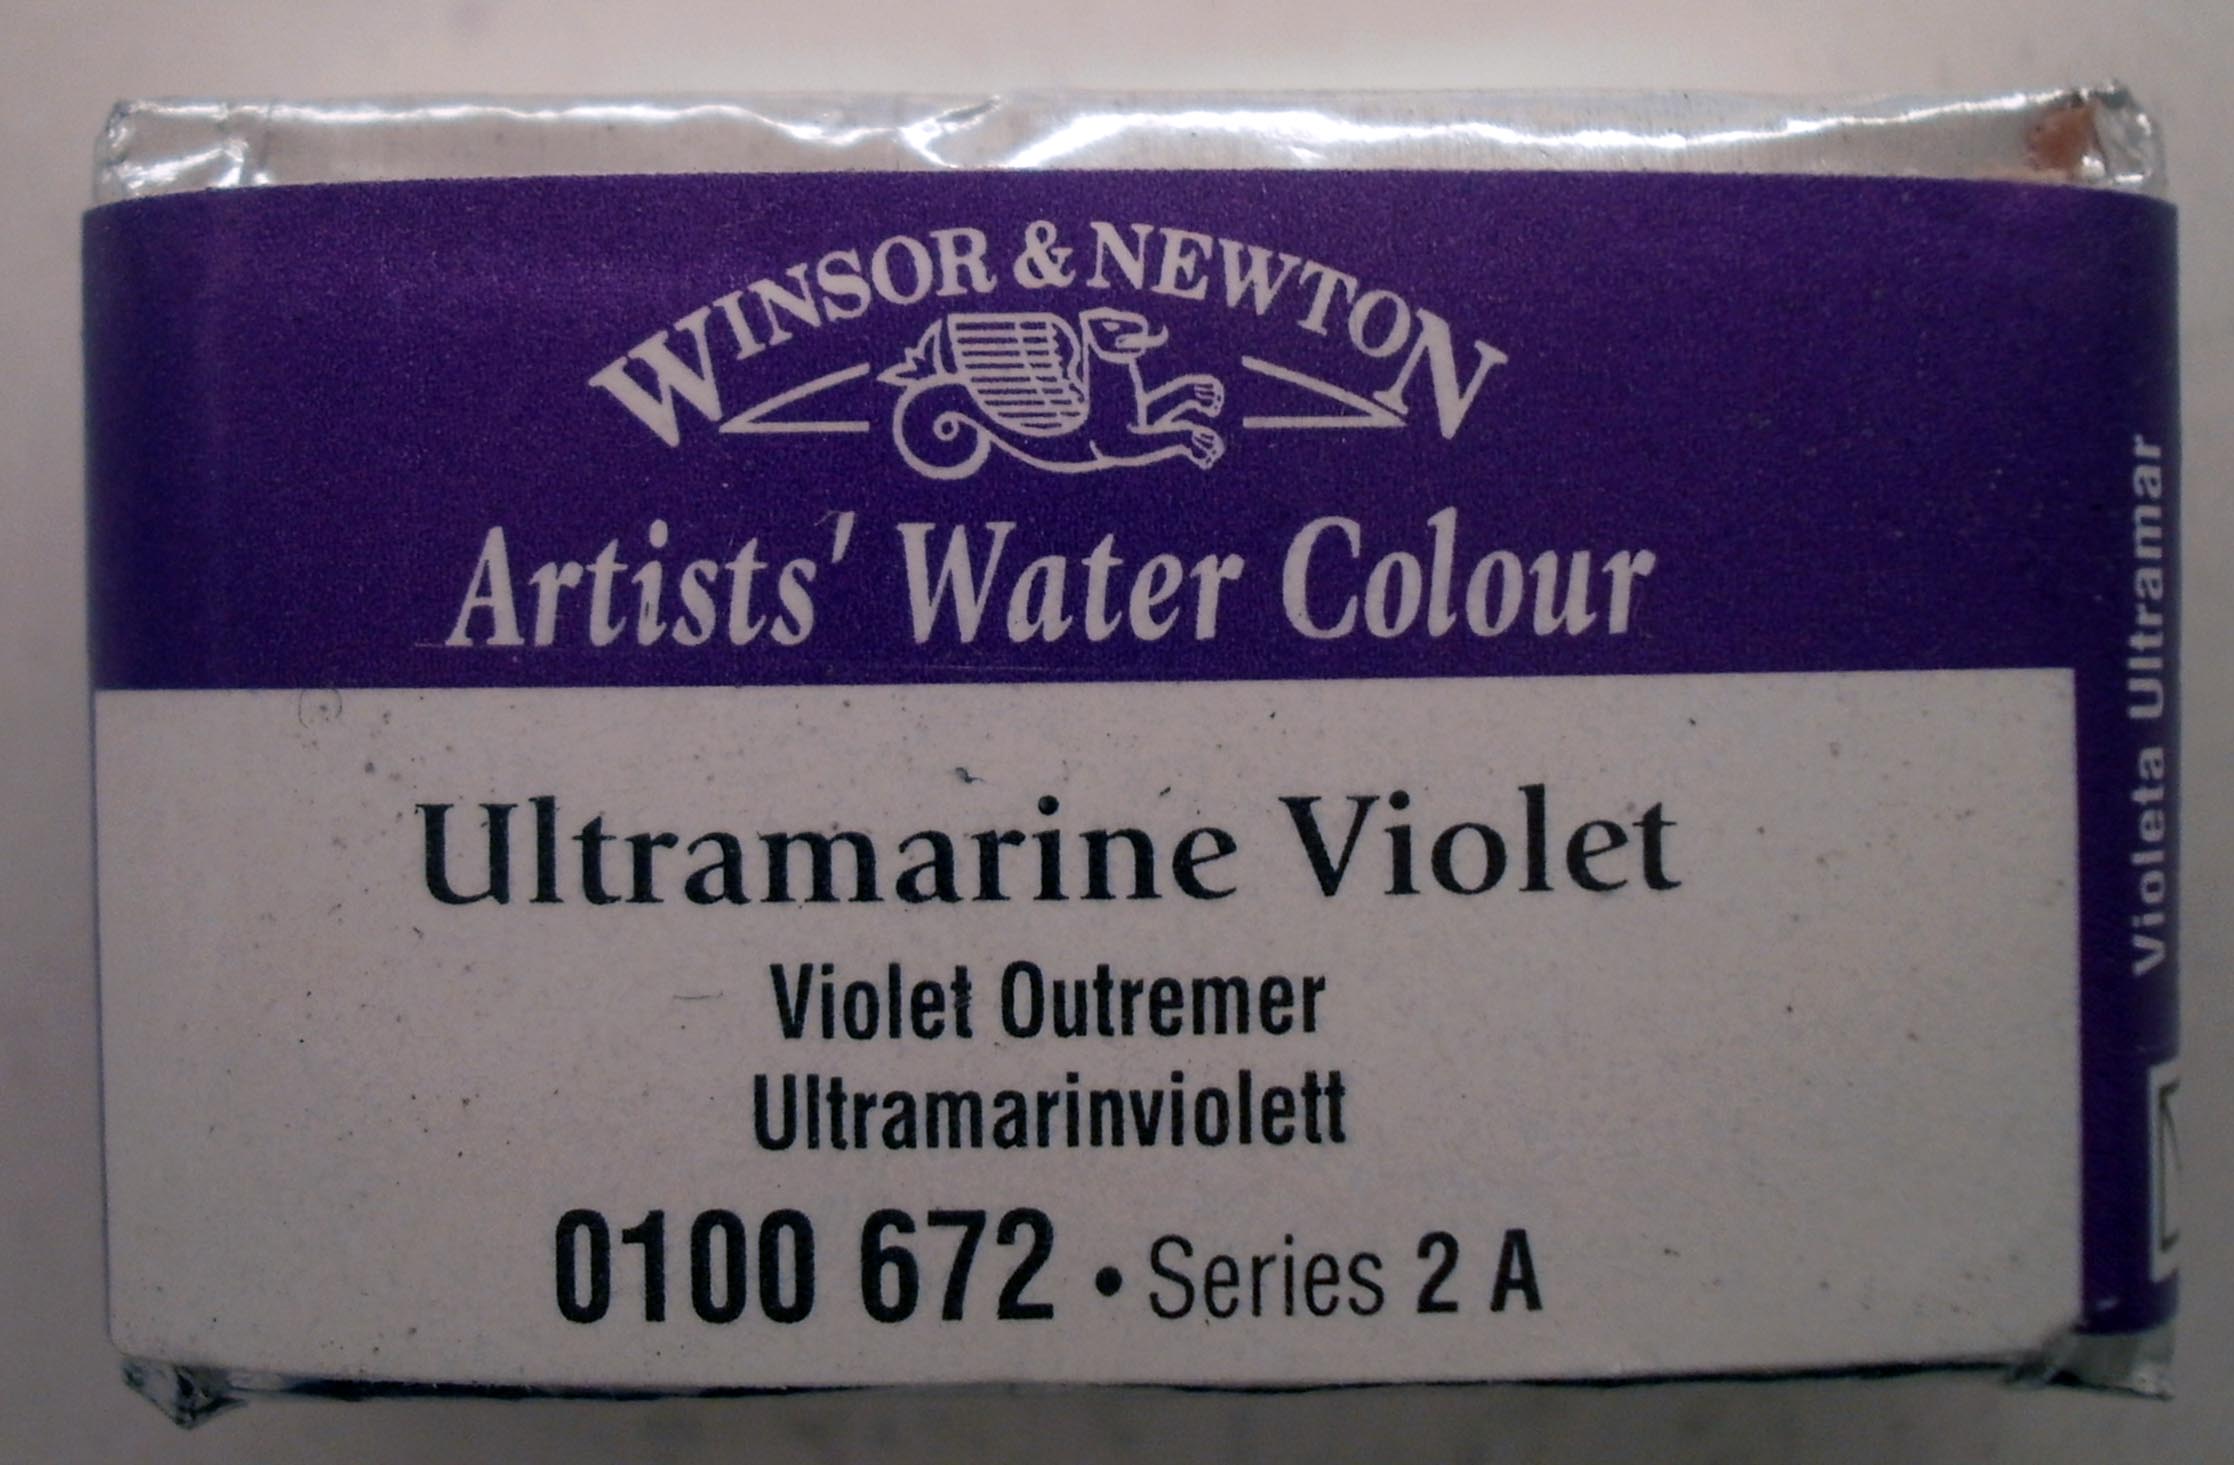 WINSOR & NEWTON
Artists' Water Colour
Ultramarine Violet
Violet Outremer
Ultramarinviolett
0100 672 • Series 2 A
Violeta Ultramar